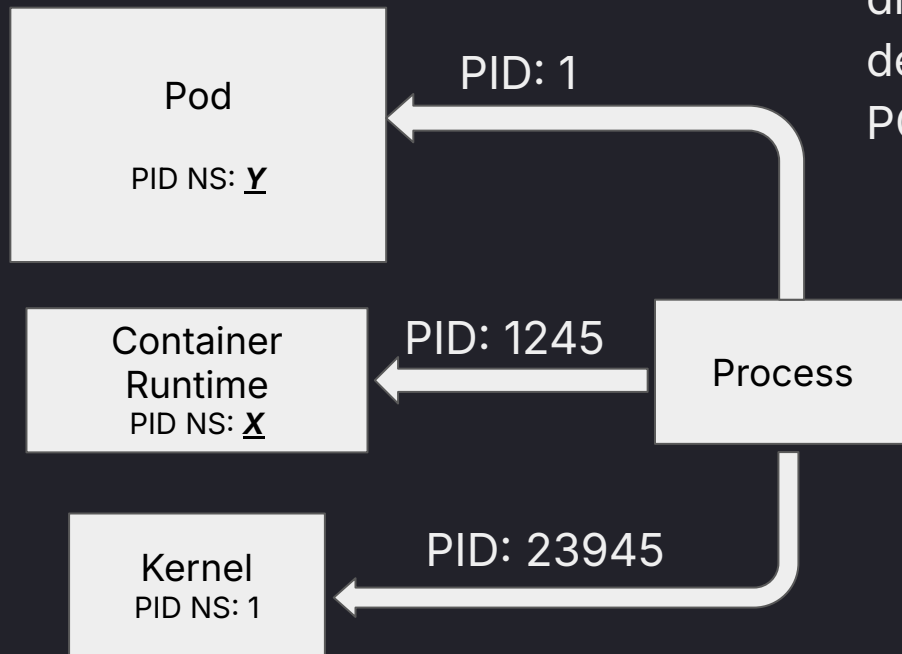 Pod
PID NS: Y
PID: 1
Container
Runtime
PID NS: X
PID: 1245
Process
Kernel
PID NS: 1
PID: 23945